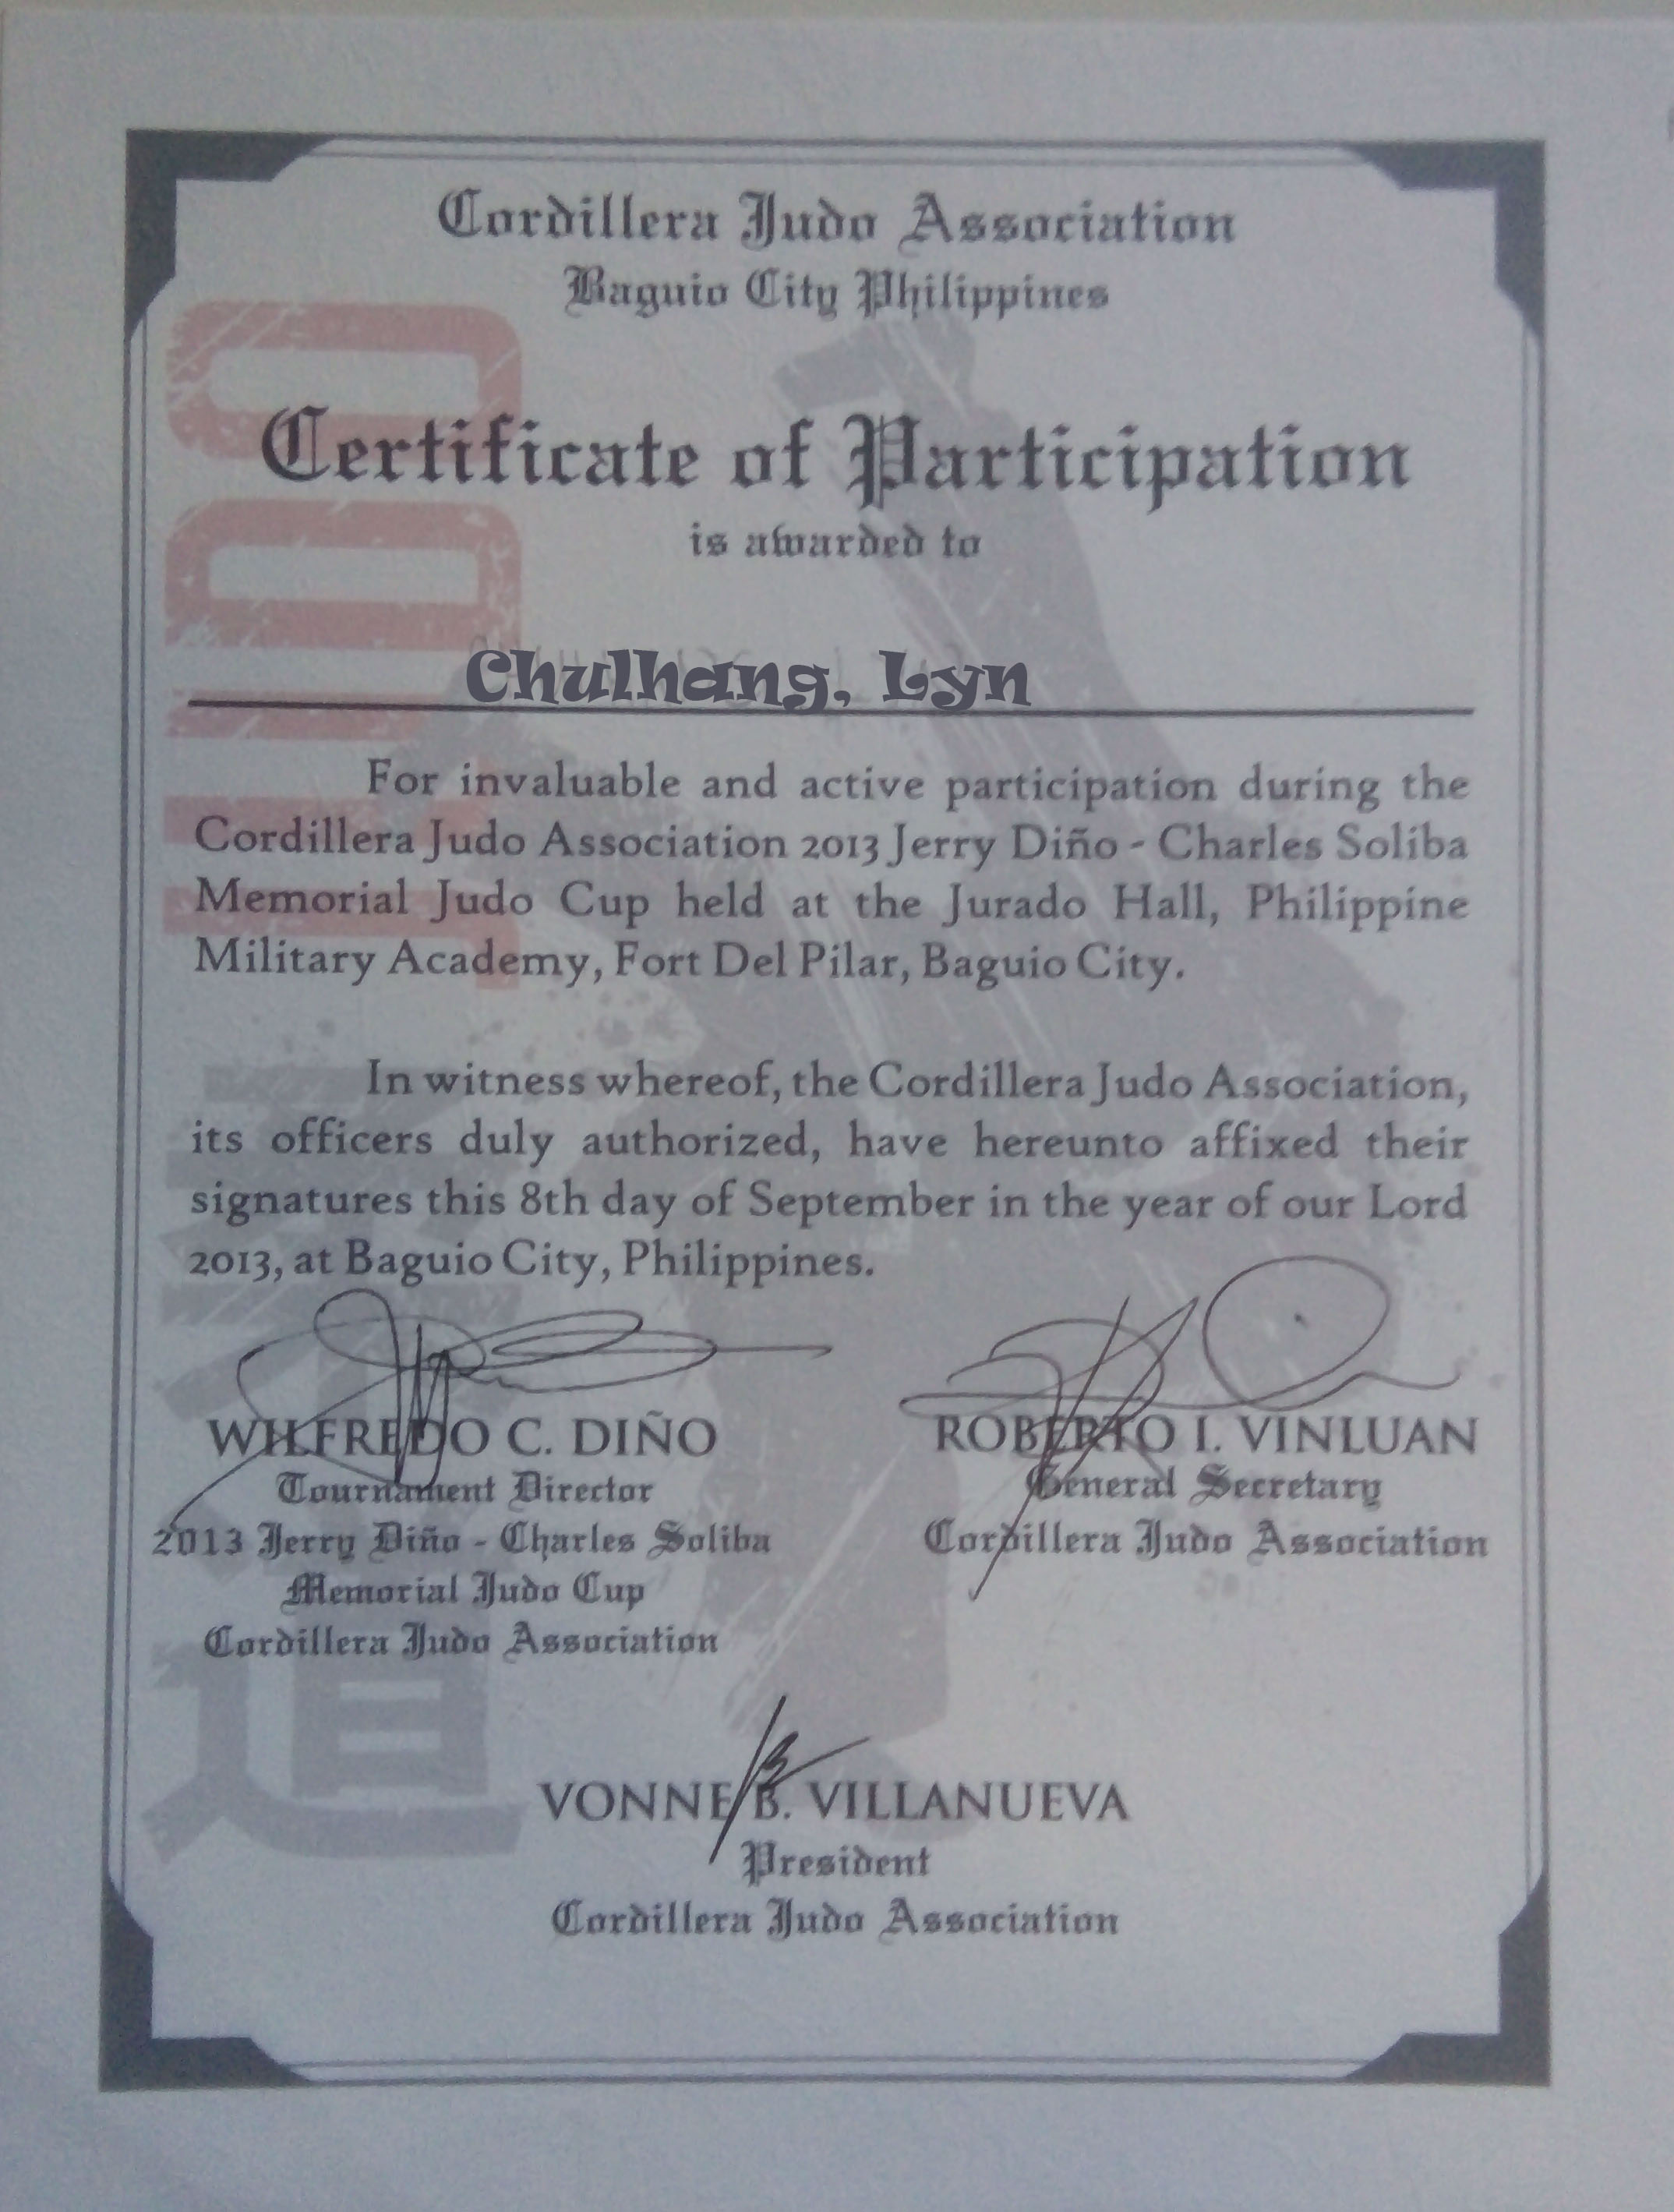 Cordillera Judo Association
Baguio City Philippines
Certificate of Participation
is awarded to
Chulhang, Lyn
For invaluable and active participation during the
Cordillera Judo Association 2013 Jerry Diño - Charles Soliba
Memorial Judo Cup held at the Jurado Hall, Philippine
Military Academy, Fort Del Pilar, Baguio City.
In witness whereof, the Cordillera Judo Association,
its officers duly authorized, have hereunto affixed their
signatures this 8th day of September in the year of our Lord
2013, at Baguio City, Philippines.
WILFREDO C. DIÑO
Tournament Director
2013 Jerry Diño - Charles Soliba
Memorial Judo Cup
Cordillera Judo Association
ROBERTO I. VINLUAN
General Secretary
Cordillera Judo Association
VONNE B. VILLANUEVA
President
Cordillera Judo Association
JUDO
柔道